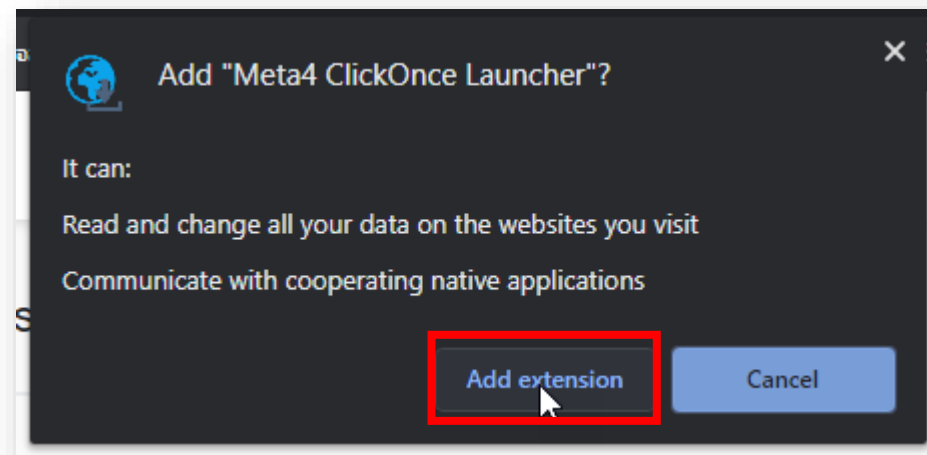 Add "Meta4 ClickOnce Launcher"?
It can:
Read and change all your data on the websites you visit
Communicate with cooperating native applications
Add extension
Cancel